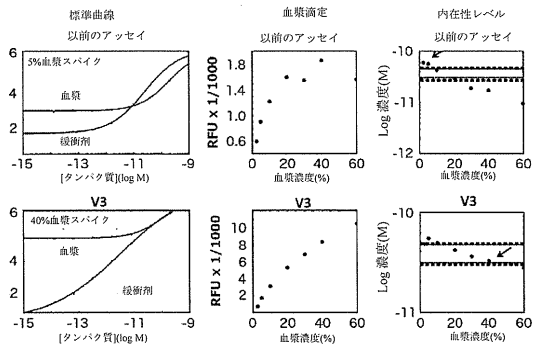 標準曲線
以前のアッセイ
血漿滴定
以前のアッセイ
内在性レベル
以前のアッセイ
6
4
2
5%血漿スパイク
血漿
緩衝剤
-15 -13 -11 -9
[タンパク質](log M)
RFU x 1/1000
1.8
1.4
1.0
0.6
0 20 40 60
血漿濃度(%)
Log 濃度(M)
-10
-11
-12
0 20 40 60
血漿濃度(%)
V3
6
4
2
40%血漿スパイク
血漿
緩衝剤
-15 -13 -11 -9
[タンパク質](log M)
V3
RFU x 1/1000
10
8
6
4
2
0 20 40 60
血漿濃度(%)
V3
Log 濃度(M)
-10
-11
0 20 40 60
血漿濃度(%)